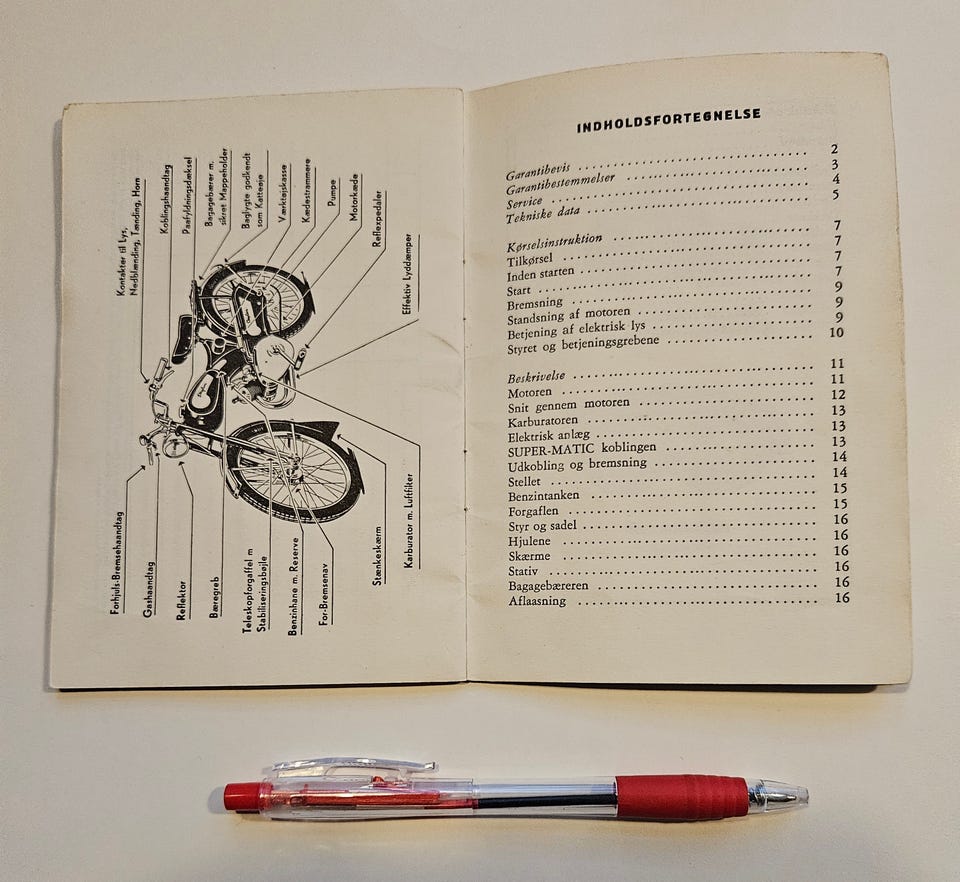 Kontakter til Lys,
Nedblænding, Tænding, Horn
Koblingshaandtag
Paafyldningsdæksel
Bagagebærer m.
sikret Mappeholder
Baglygte godkendt
som Katteøje
Værktøjskasse
Kædestrammere
Pumpe
Motorkæde
Reflexpedaler
Effektiv Lyddæmper
Forhjuls-Bremsehaandtag
Gashaandtag
Reflektor
Bæregreb
Teleskopforgaffel m
Stabiliseringsbøjle
Benzinhane m. Reserve
For-Bremsenav
Stænkeskærm
Karburator m. Luftfilter
INDHOLDSFORTEGNELSE
Garantibevis .......... 2
Garantibestemmelser .......... 3
Service .......... 4
Tekniske data .......... 5
Kørselsinstruktion .......... 7
Tilkørsel .......... 7
Inden starten .......... 7
Start .......... 7
Bremsning .......... 9
Standsning af motoren .......... 9
Betjening af elektrisk lys .......... 9
Styret og betjeningsgrebene .......... 10
Beskrivelse .......... 11
Motoren .......... 11
Snit gennem motoren .......... 12
Karburatoren .......... 13
Elektrisk anlæg .......... 13
SUPER-MATIC koblingen .......... 13
Udkobling og bremsning .......... 14
Stellet .......... 14
Benzintanken .......... 15
Forgaflen .......... 15
Styr og sadel .......... 16
Hjulene .......... 16
Skærme .......... 16
Stativ .......... 16
Bagagebæreren .......... 16
Aflaasning .......... 16